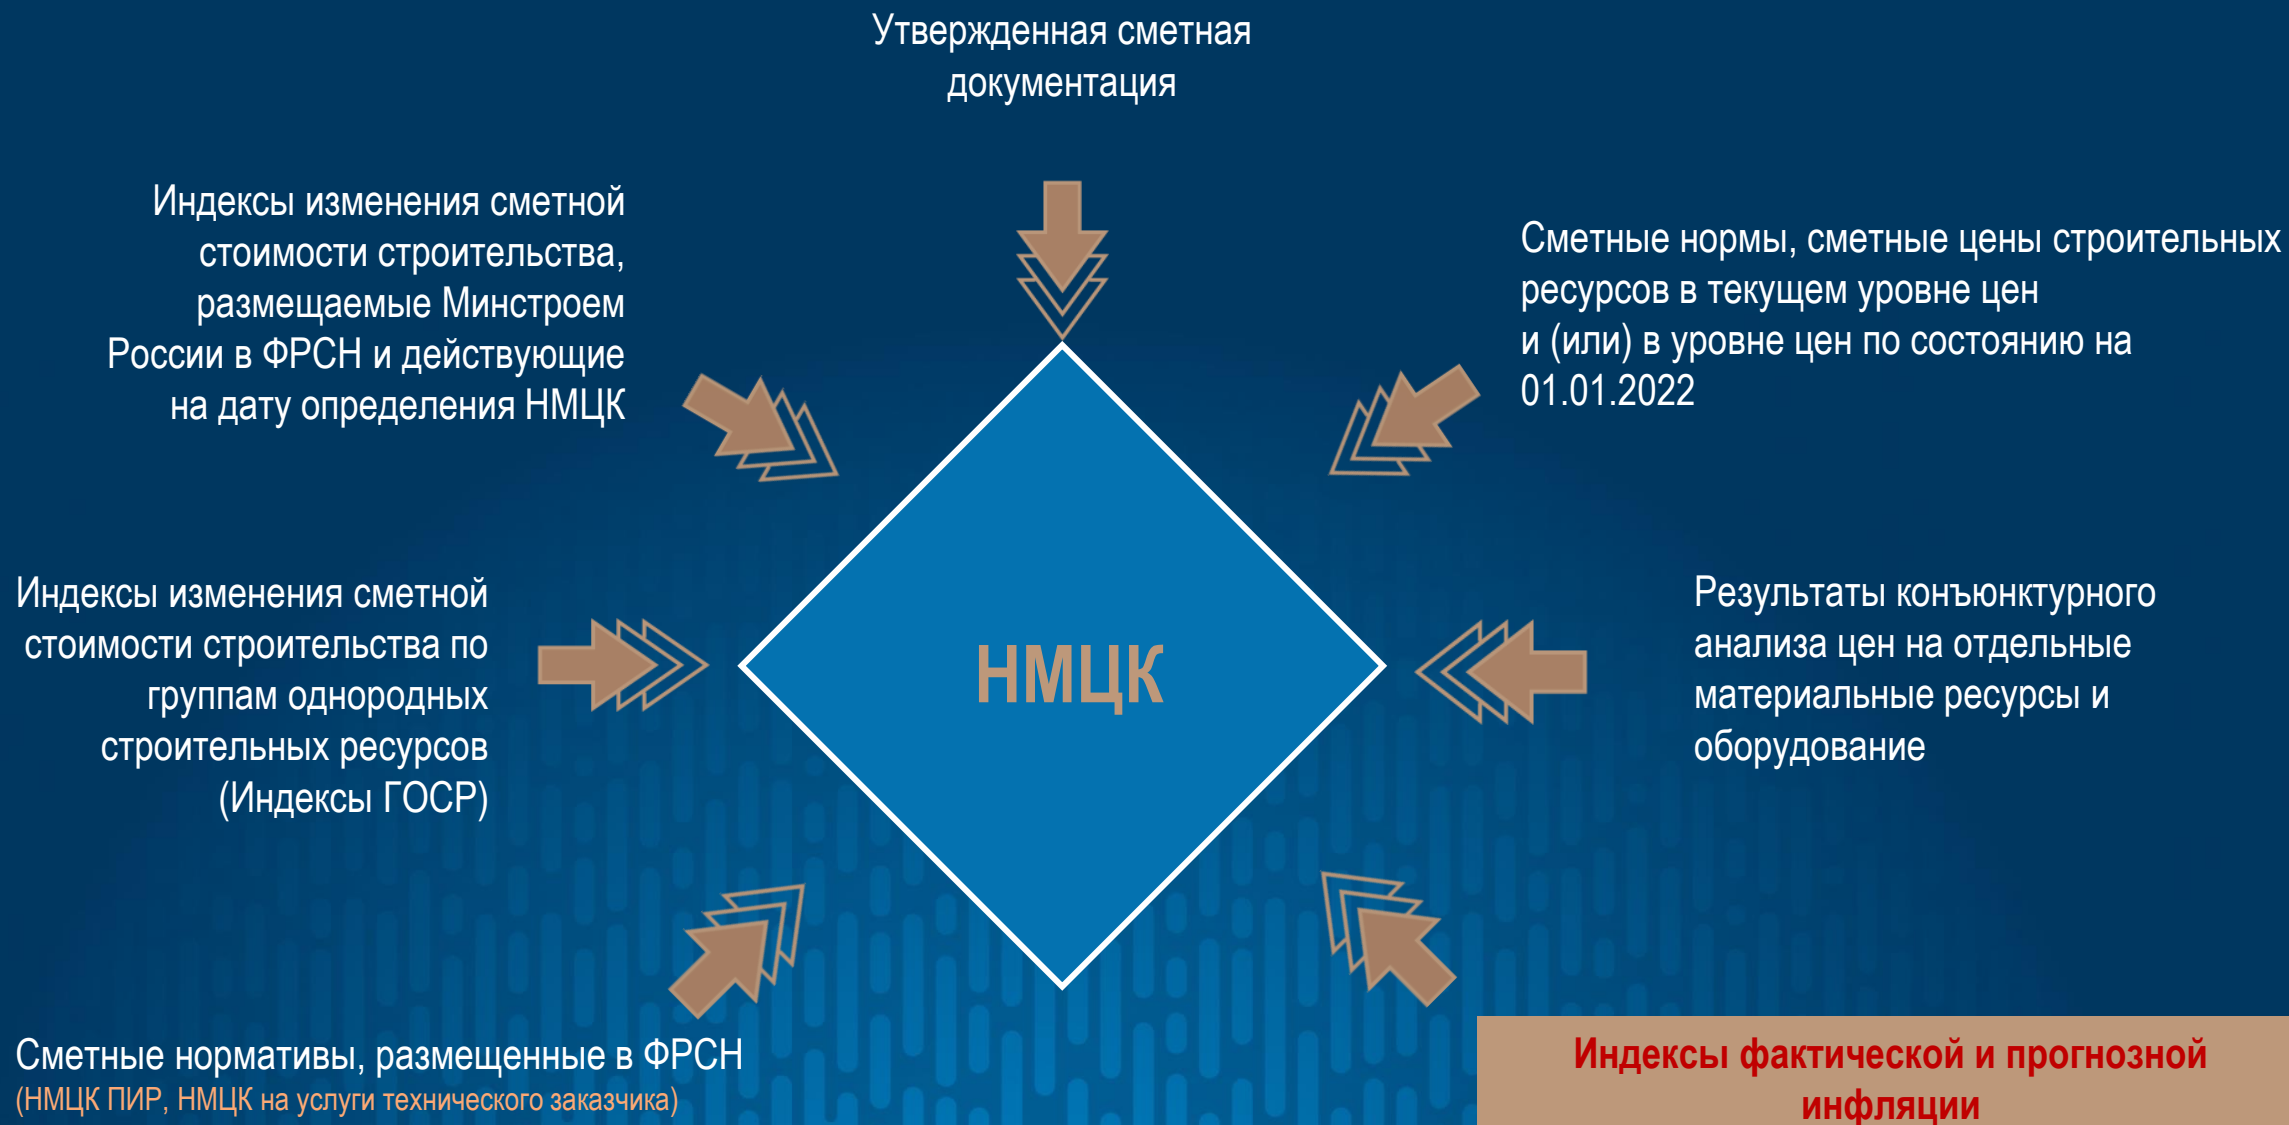 Утвержденная сметная
документация
Индексы изменения сметной
стоимости строительства,
размещаемые Минстроем
России в ФРСН и действующие
на дату определения НМЦК
Сметные нормы, сметные цены строительных
ресурсов в текущем уровне цен
и (или) в уровне цен по состоянию на
01.01.2022
Индексы изменения сметной
стоимости строительства по
группам однородных
строительных ресурсов
(Индексы ГОСР)
НМЦК
Результаты конъюнктурного
анализа цен на отдельные
материальные ресурсы и
оборудование
Сметные нормативы, размещенные в ФРСН
(НМЦК ПИР, НМЦК на услуги технического заказчика)
Индексы фактической и прогнозной
инфляции